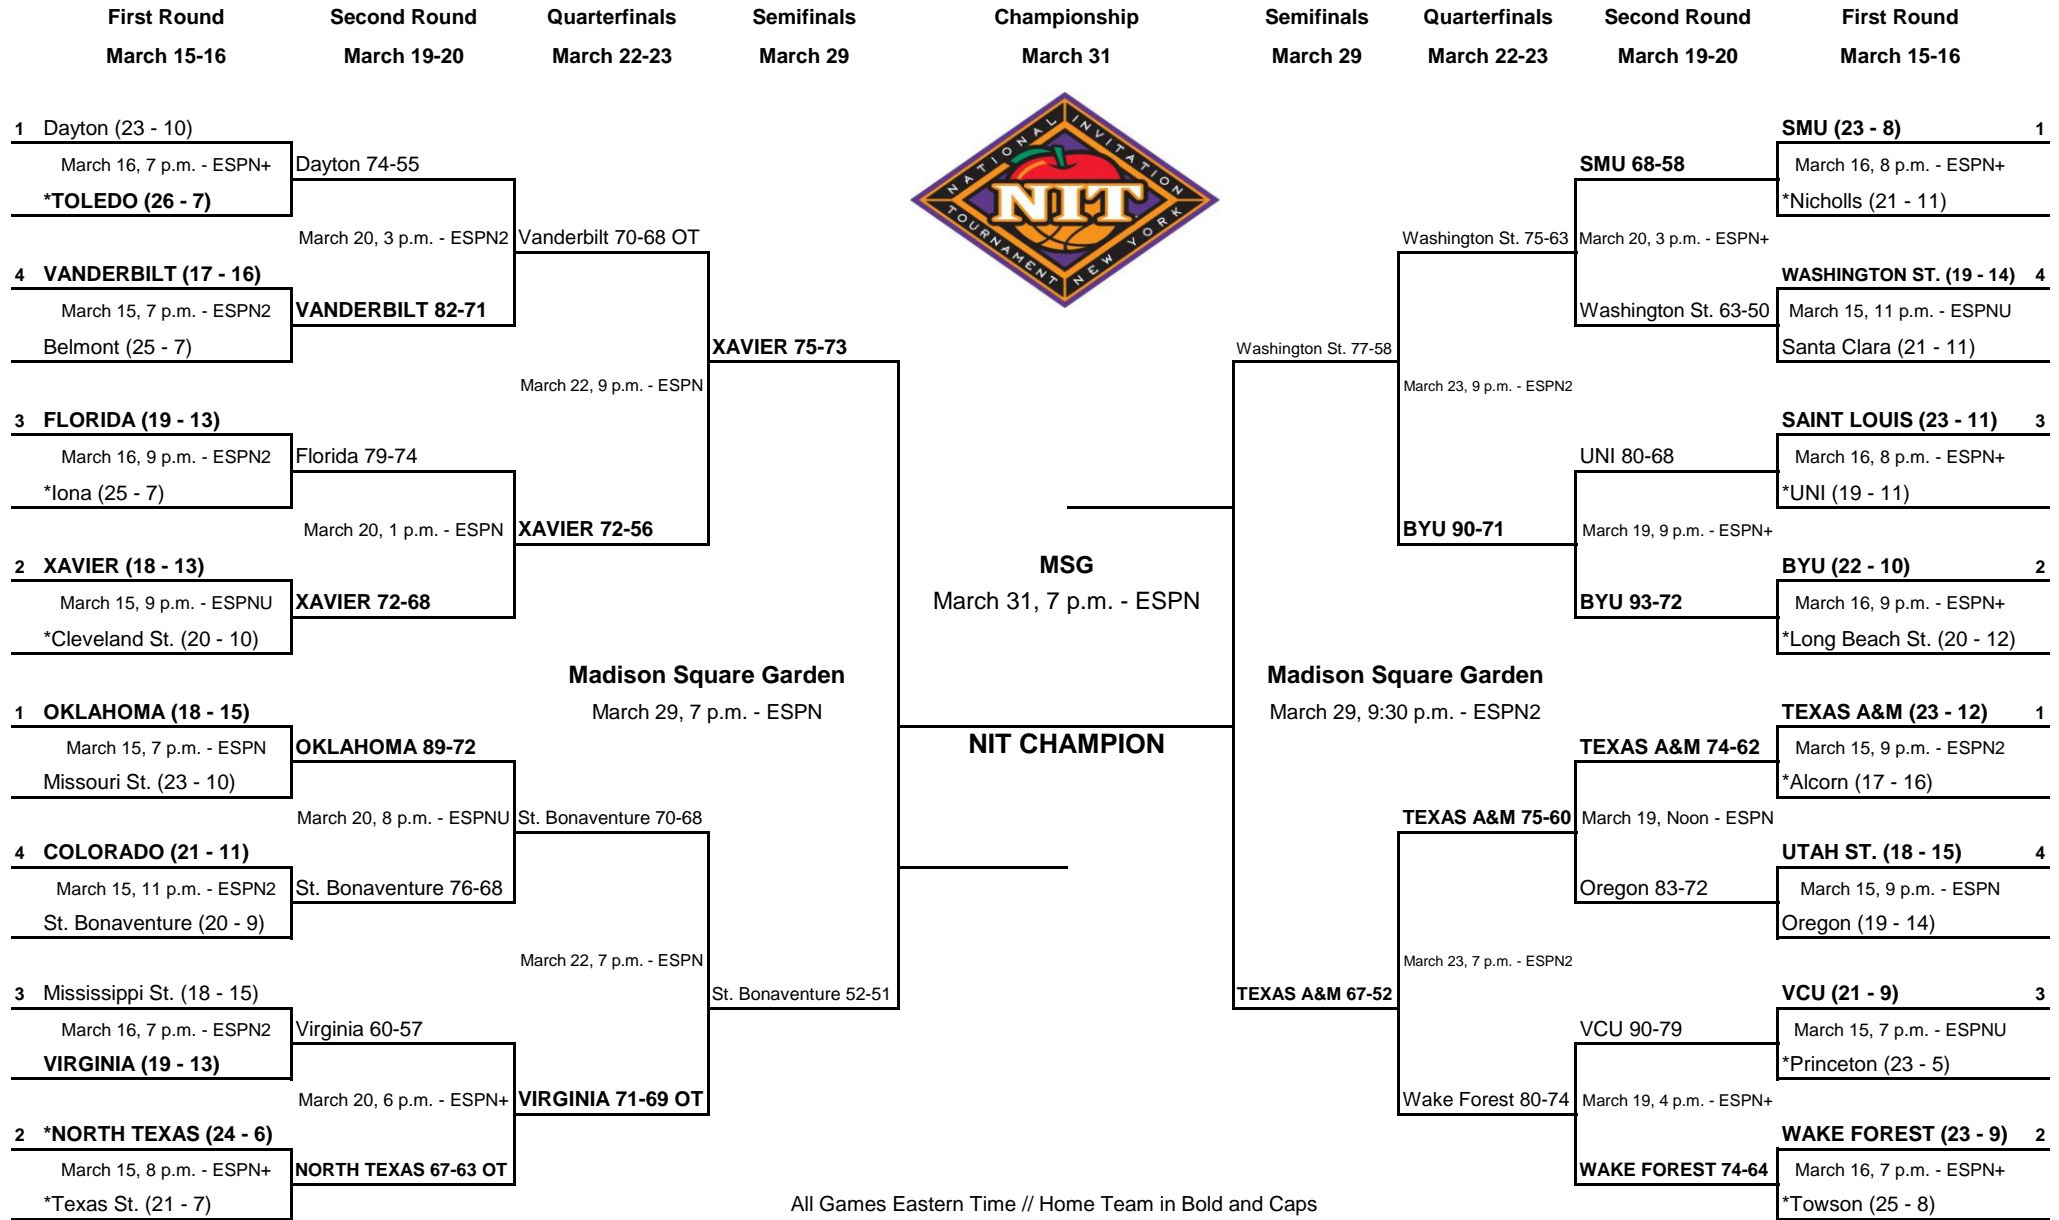 First Round
Second Round
Quarterfinals
Semifinals
Championship
Semifinals
Quarterfinals
Second Round
First Round
March 15-16
March 19-20
March 22-23
March 29
March 31
March 29
March 22-23
March 19-20
March 15-16
1 Dayton (23 - 10)
March 16, 7 p.m. - ESPN+
*TOLEDO (26 - 7)
4 VANDERBILT (17 - 16)
March 15, 7 p.m. - ESPN2
Belmont (25 - 7)
3 FLORIDA (19 - 13)
March 16, 9 p.m. - ESPN2
*Iona (25 - 7)
2 XAVIER (18 - 13)
March 15, 9 p.m. - ESPNU
*Cleveland St. (20 - 10)
1 OKLAHOMA (18 - 15)
March 15, 7 p.m. - ESPN
Missouri St. (23 - 10)
4 COLORADO (21 - 11)
March 15, 11 p.m. - ESPN2
St. Bonaventure (20 - 9)
3 Mississippi St. (18 - 15)
March 16, 7 p.m. - ESPN2
VIRGINIA (19 - 13)
2 *NORTH TEXAS (24 - 6)
March 15, 8 p.m. - ESPN+
*Texas St. (21 - 7)
Dayton 74-55
March 20, 3 p.m. - ESPN2
VANDERBILT 82-71
Florida 79-74
March 20, 1 p.m. - ESPN
XAVIER 72-68
OKLAHOMA 89-72
March 20, 8 p.m. - ESPNU
St. Bonaventure 76-68
Virginia 60-57
March 20, 6 p.m. - ESPN+
NORTH TEXAS 67-63 OT
Vanderbilt 70-68 OT
March 22, 9 p.m. - ESPN
XAVIER 72-56
Madison Square Garden
March 29, 7 p.m. - ESPN
St. Bonaventure 70-68
March 22, 7 p.m. - ESPN
VIRGINIA 71-69 OT
XAVIER 75-73
St. Bonaventure 52-51
NATIONAL INVITATION
NIT
TOURNAMENT NEW YORK
MSG
March 31, 7 p.m. - ESPN
NIT CHAMPION
Washington St. 77-58
TEXAS A&M 67-52
Washington St. 75-63
March 23, 9 p.m. - ESPN2
BYU 90-71
Madison Square Garden
March 29, 9:30 p.m. - ESPN2
TEXAS A&M 75-60
March 23, 7 p.m. - ESPN2
Wake Forest 80-74
SMU 68-58
March 20, 3 p.m. - ESPN+
Washington St. 63-50
UNI 80-68
March 19, 9 p.m. - ESPN+
BYU 93-72
TEXAS A&M 74-62
March 19, Noon - ESPN
Oregon 83-72
VCU 90-79
March 19, 4 p.m. - ESPN+
WAKE FOREST 74-64
SMU (23 - 8) 1
March 16, 8 p.m. - ESPN+
*Nicholls (21 - 11)
WASHINGTON ST. (19 - 14) 4
March 15, 11 p.m. - ESPNU
Santa Clara (21 - 11)
SAINT LOUIS (23 - 11) 3
March 16, 8 p.m. - ESPN+
*UNI (19 - 11)
BYU (22 - 10) 2
March 16, 9 p.m. - ESPN+
*Long Beach St. (20 - 12)
TEXAS A&M (23 - 12) 1
March 15, 9 p.m. - ESPN2
*Alcorn (17 - 16)
UTAH ST. (18 - 15) 4
March 15, 9 p.m. - ESPN
Oregon (19 - 14)
VCU (21 - 9) 3
March 15, 7 p.m. - ESPNU
*Princeton (23 - 5)
WAKE FOREST (23 - 9) 2
March 16, 7 p.m. - ESPN+
*Towson (25 - 8)
All Games Eastern Time // Home Team in Bold and Caps